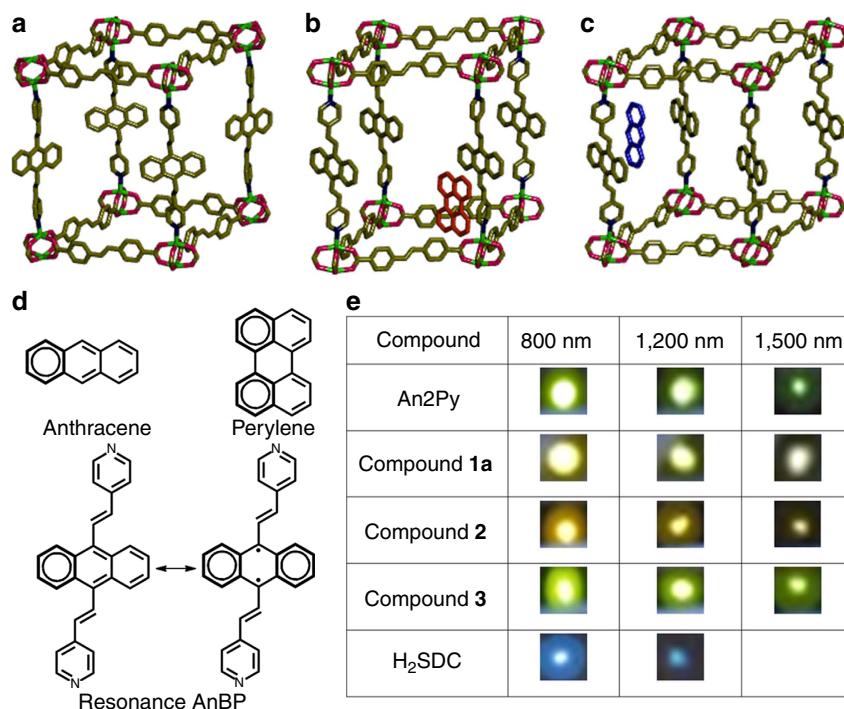 a b c
d
Anthracene Perylene
N N
N N
Resonance AnBP
e
Compound 800 nm 1,200 nm 1,500 nm
An2Py
Compound 1a
Compound 2
Compound 3
H₂SDC